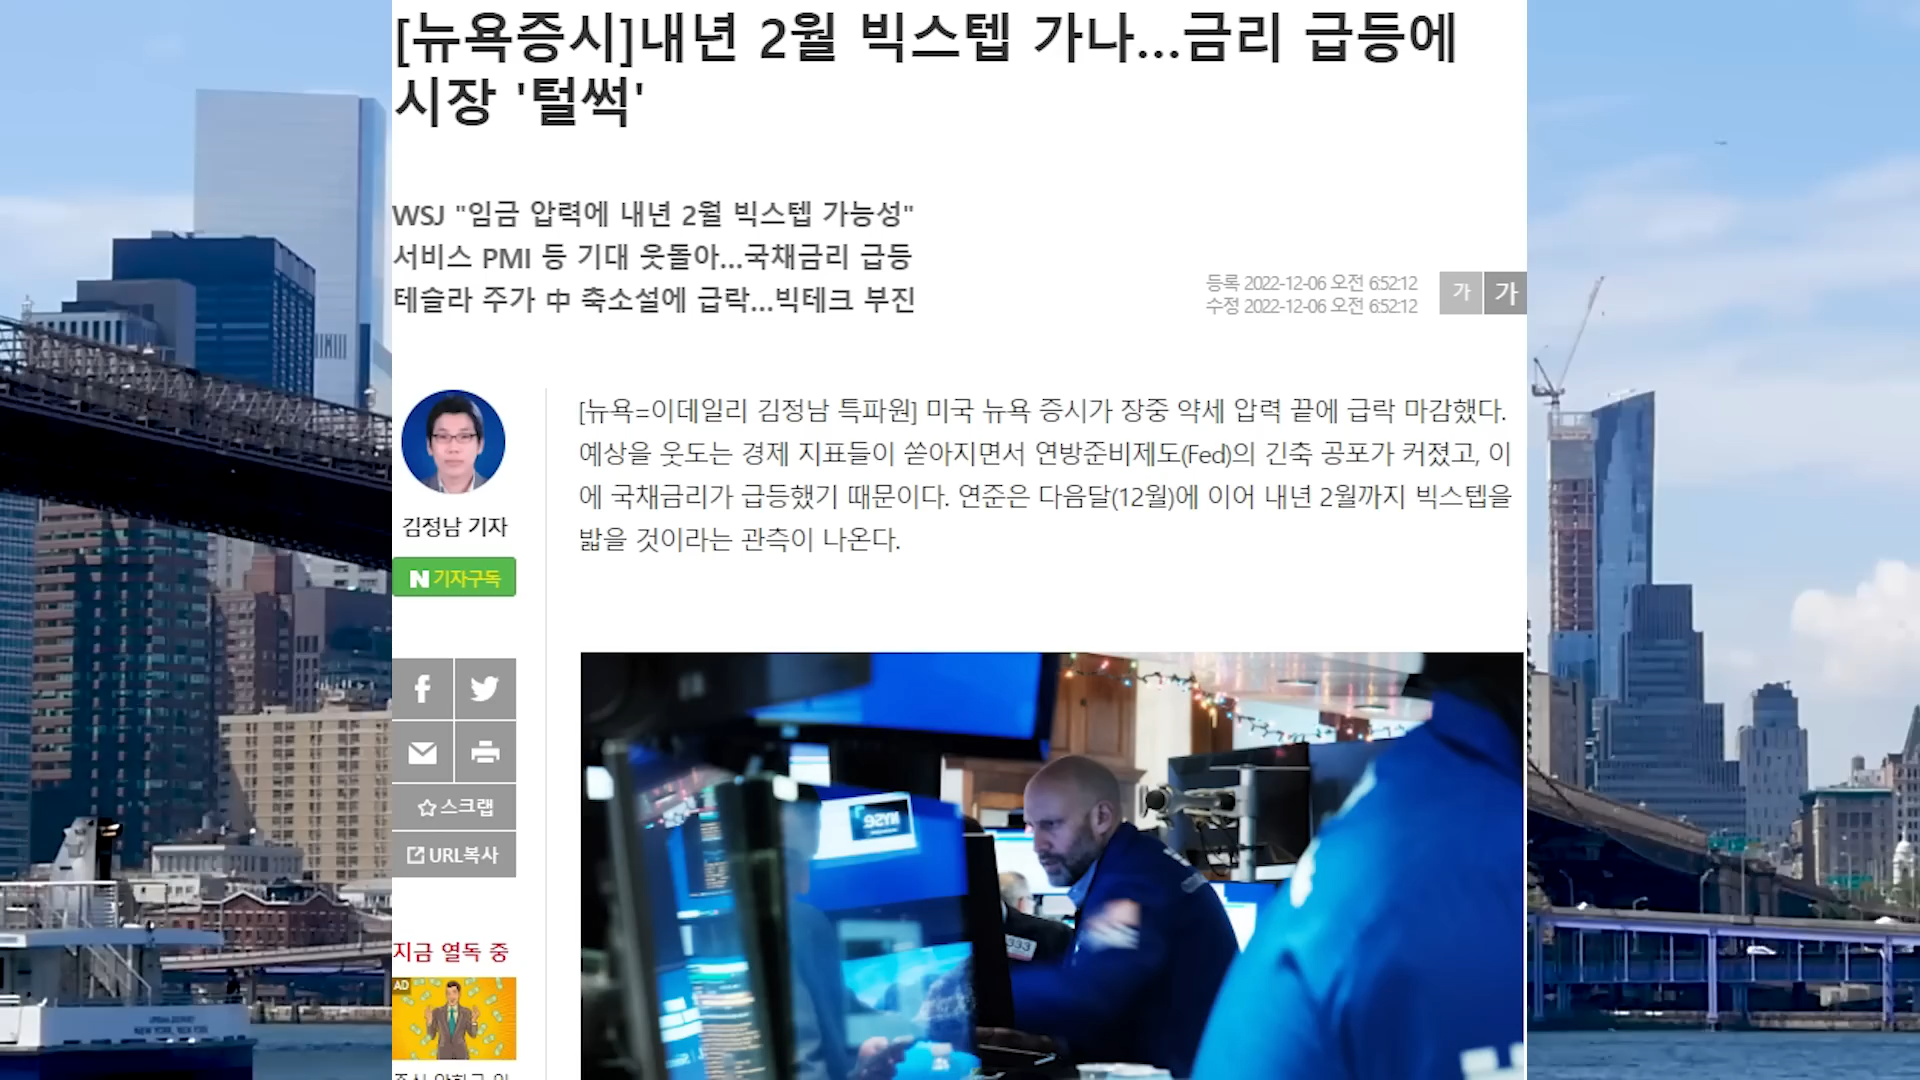 [뉴욕증시]내년 2월 빅스텝 가나…금리 급등에
시장 '털썩'
WSJ "임금 압력에 내년 2월 빅스텝 가능성"
서비스 PMI 등 기대 웃돌아…국채금리 급등
테슬라 주가 中 축소설에 급락…빅테크 부진
등록 2022-12-06 오전 6:52:12
수정 2022-12-06 오전 6:52:12
가 가
[뉴욕=이데일리 김정남 특파원] 미국 뉴욕 증시가 장중 약세 압력 끝에 급락 마감했다.
예상을 웃도는 경제 지표들이 쏟아지면서 연방준비제도(Fed)의 긴축 공포가 커졌고, 이
에 국채금리가 급등했기 때문이다. 연준은 다음달(12월)에 이어 내년 2월까지 빅스텝을
밟을 것이라는 관측이 나온다.
김정남 기자
N 기자구독
스크랩
URL복사
지금 열독 중
AD
NYSE
333
NEW YORK, NEW YORK